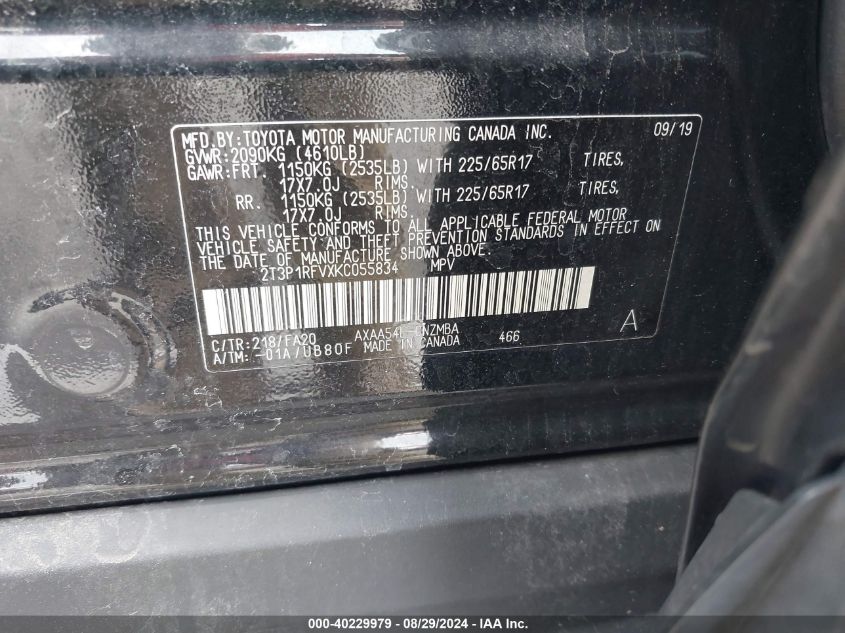 MFD.BY:TOYOTA MOTOR MANUFACTURING CANADA INC. 09/19
GVWR:2090KG (4610LB)
GAWR:FRT. 1150KG (2535LB) WITH 225/65R17 TIRES,
17X7.0J RIMS.
RR. 1150KG (2535LB) WITH 225/65R17 TIRES,
17X7.0J RIMS.
THIS VEHICLE CONFORMS TO ALL APPLICABLE FEDERAL MOTOR
VEHICLE SAFETY AND THEFT PREVENTION STANDARDS IN EFFECT ON
THE DATE OF MANUFACTURE SHOWN ABOVE.
2T3P1RFVXKC055834 MPV
C/TR:218/FA20 AXAA54L- NZMBA A
A/TM:-01A/UB80F MADE IN CANADA 466
000-40229979 - 08/29/2024 - IAA Inc.